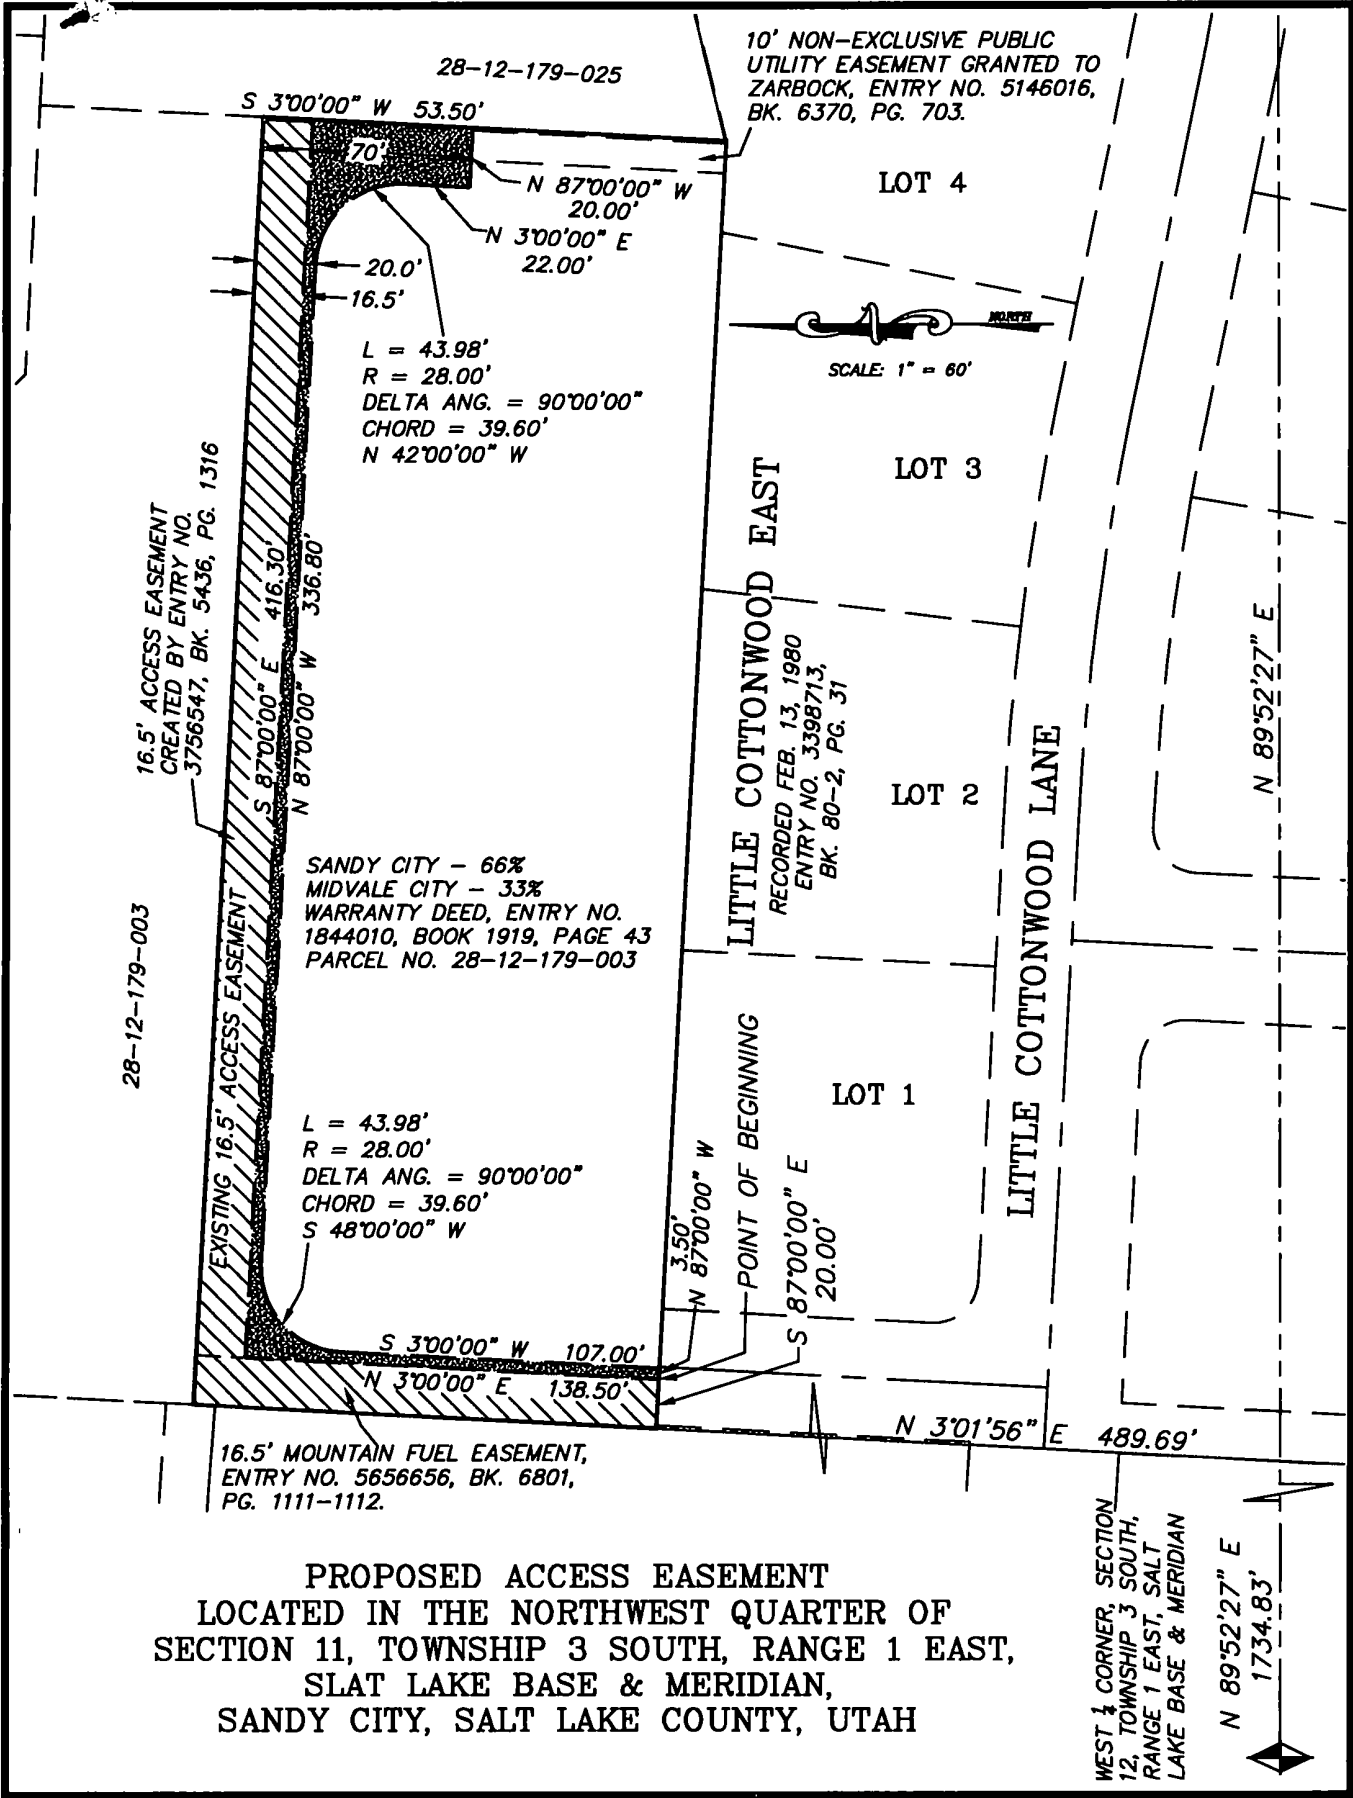 28-12-179-025
S 3°00'00" W 53.50'
10' NON-EXCLUSIVE PUBLIC
UTILITY EASEMENT GRANTED TO
ZARBOCK, ENTRY NO. 5146016,
BK. 6370, PG. 703.
70'
N 87°00'00" W
20.00'
N 3°00'00" E
22.00'
LOT 4
20.0'
16.5'
NORTH
SCALE: 1" = 60'
L = 43.98'
R = 28.00'
DELTA ANG. = 90°00'00"
CHORD = 39.60'
N 42°00'00" W
LOT 3
16.5' ACCESS EASEMENT
CREATED BY ENTRY NO.
3756547, BK. 5436, PG. 1316
S 87°00'00" E 416.30'
N 87°00'00" W 336.80'
LITTLE COTTONWOOD EAST
RECORDED FEB. 13, 1980
ENTRY NO. 3398713,
BK. 80-2, PG. 31
N 89°52'27" E
LOT 2
LITTLE COTTONWOOD LANE
SANDY CITY - 66%
MIDVALE CITY - 33%
WARRANTY DEED, ENTRY NO.
1844010, BOOK 1919, PAGE 43
PARCEL NO. 28-12-179-003
28-12-179-003
EXISTING 16.5' ACCESS EASEMENT
LOT 1
L = 43.98'
R = 28.00'
DELTA ANG. = 90°00'00"
CHORD = 39.60'
S 48°00'00" W
3.50'
N 87°00'00" W
POINT OF BEGINNING
S 87°00'00" E
20.00'
S 3°00'00" W 107.00'
N 3°00'00" E 138.50'
N 3°01'56" E 489.69'
16.5' MOUNTAIN FUEL EASEMENT,
ENTRY NO. 5656656, BK. 6801,
PG. 1111-1112.
WEST ¼ CORNER, SECTION
12, TOWNSHIP 3 SOUTH,
RANGE 1 EAST, SALT
LAKE BASE & MERIDIAN
N 89°52'27" E
1734.83'
PROPOSED ACCESS EASEMENT
LOCATED IN THE NORTHWEST QUARTER OF
SECTION 11, TOWNSHIP 3 SOUTH, RANGE 1 EAST,
SLAT LAKE BASE & MERIDIAN,
SANDY CITY, SALT LAKE COUNTY, UTAH